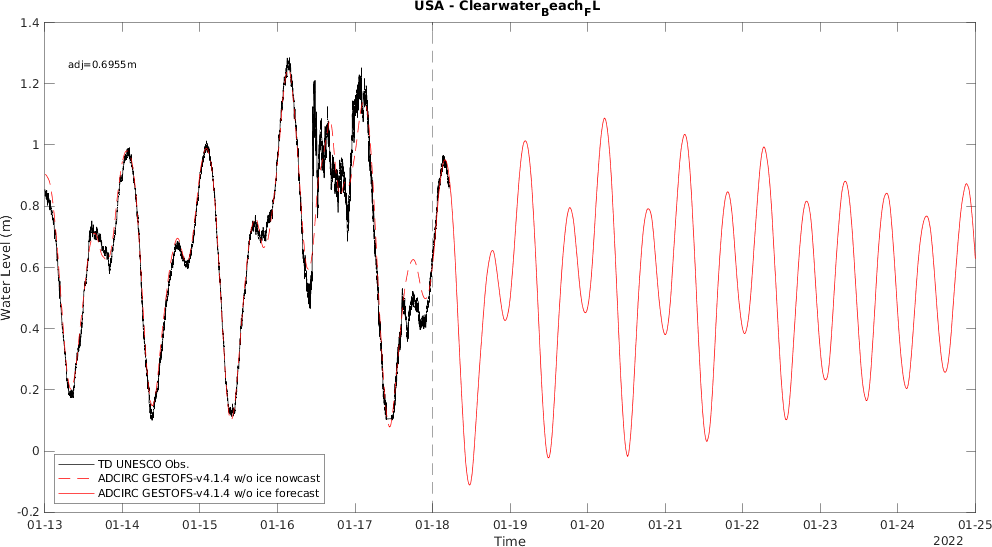 USA - Clearwater_Beach_FL
1.4
adj=0.6955m
1.2
1
0.8
0.6
0.4
0.2
0
-0.2
Water Level (m)
TD UNESCO Obs.
ADCIRC GESTOFS-v4.1.4 w/o ice nowcast
ADCIRC GESTOFS-v4.1.4 w/o ice forecast
01-13 01-14 01-15 01-16 01-17 01-18 01-19 01-20 01-21 01-22 01-23 01-24 01-25
Time
2022